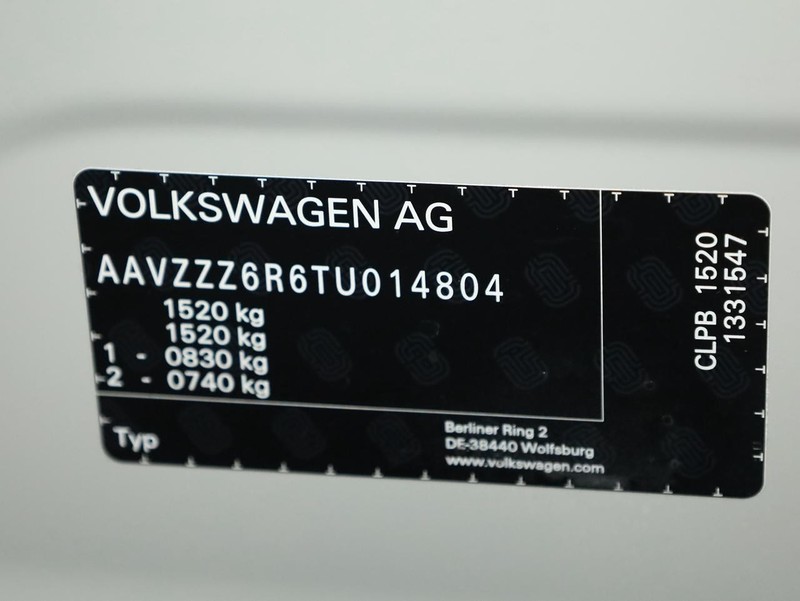 VOLKSWAGEN AG
AAVZZZ6R6TU014804
1520 kg
1520 kg
1 - 0830 kg
2 - 0740 kg
Typ
Berliner Ring 2
DE-38440 Wolfsburg
www.volkswagen.com
CLPB 1520
1331547